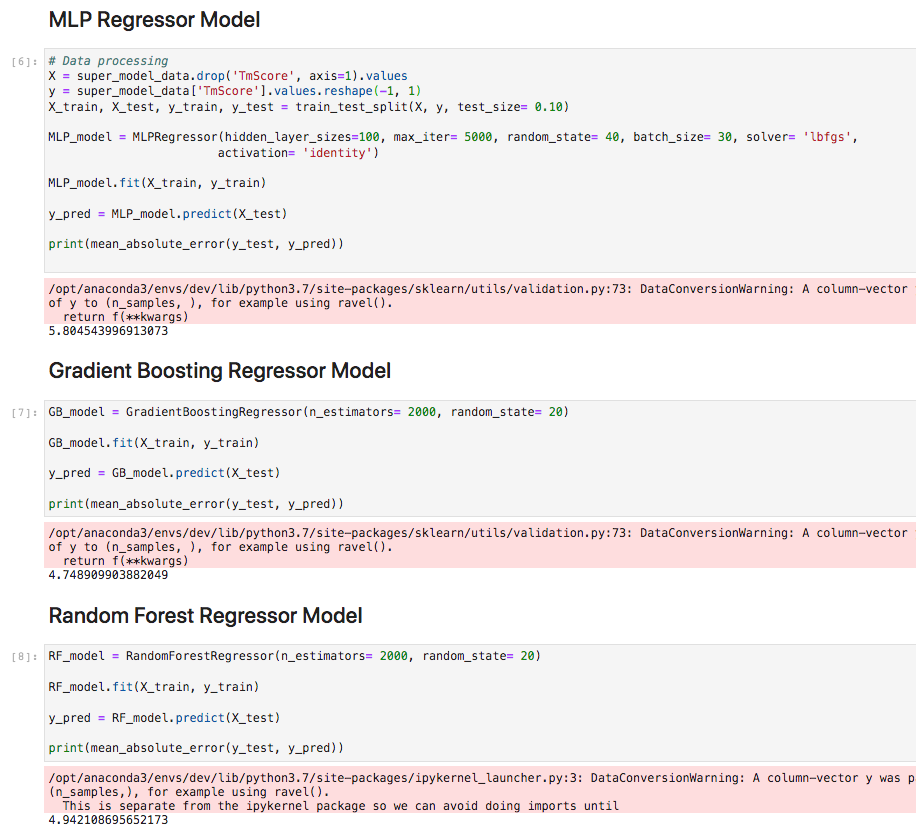 MLP Regressor Model
[6]: # Data processing
X = super_model_data.drop('TmScore', axis=1).values
y = super_model_data['TmScore'].values.reshape(-1, 1)
X_train, X_test, y_train, y_test = train_test_split(X, y, test_size= 0.10)
MLP_model = MLPRegressor(hidden_layer_sizes=100, max_iter= 5000, random_state= 40, batch_size= 30, solver= 'lbfgs',
activation= 'identity')
MLP_model.fit(X_train, y_train)
y_pred = MLP_model.predict(X_test)
print(mean_absolute_error(y_test, y_pred))
/opt/anaconda3/envs/dev/lib/python3.7/site-packages/sklearn/utils/validation.py:73: DataConversionWarning: A column-vector
of y to (n_samples, ), for example using ravel().
return f(**kwargs)
5.804543996913073
Gradient Boosting Regressor Model
[7]: GB_model = GradientBoostingRegressor(n_estimators= 2000, random_state= 20)
GB_model.fit(X_train, y_train)
y_pred = GB_model.predict(X_test)
print(mean_absolute_error(y_test, y_pred))
/opt/anaconda3/envs/dev/lib/python3.7/site-packages/sklearn/utils/validation.py:73: DataConversionWarning: A column-vector
of y to (n_samples, ), for example using ravel().
return f(**kwargs)
4.748909903882049
Random Forest Regressor Model
[8]: RF_model = RandomForestRegressor(n_estimators= 2000, random_state= 20)
RF_model.fit(X_train, y_train)
y_pred = RF_model.predict(X_test)
print(mean_absolute_error(y_test, y_pred))
/opt/anaconda3/envs/dev/lib/python3.7/site-packages/ipykernel_launcher.py:3: DataConversionWarning: A column-vector y was p
(n_samples,), for example using ravel().
This is separate from the ipykernel package so we can avoid doing imports until
4.942108695652173